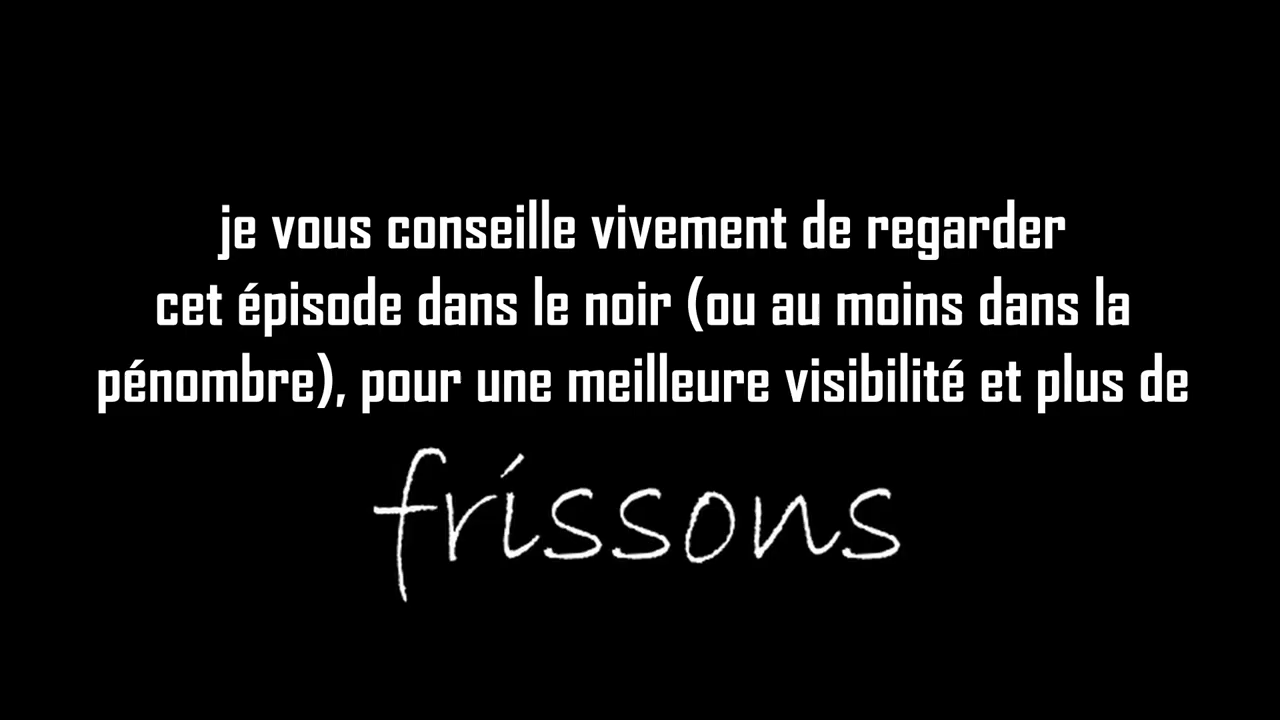 je vous conseille vivement de regarder
cet épisode dans le noir (ou au moins dans la
pénombre), pour une meilleure visibilité et plus de
frissons